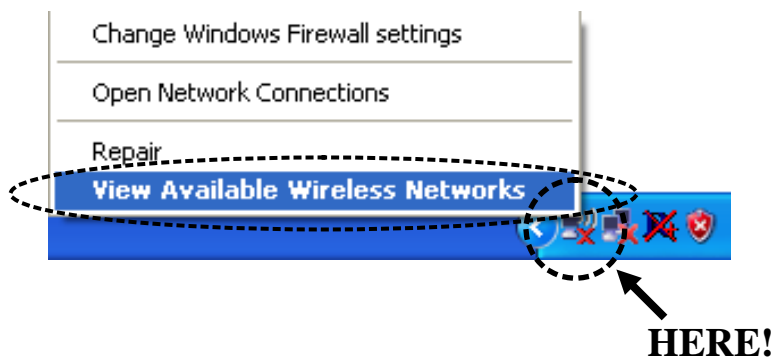 Change Windows Firewall settings
Open Network Connections
Repair
View Available Wireless Networks
HERE!